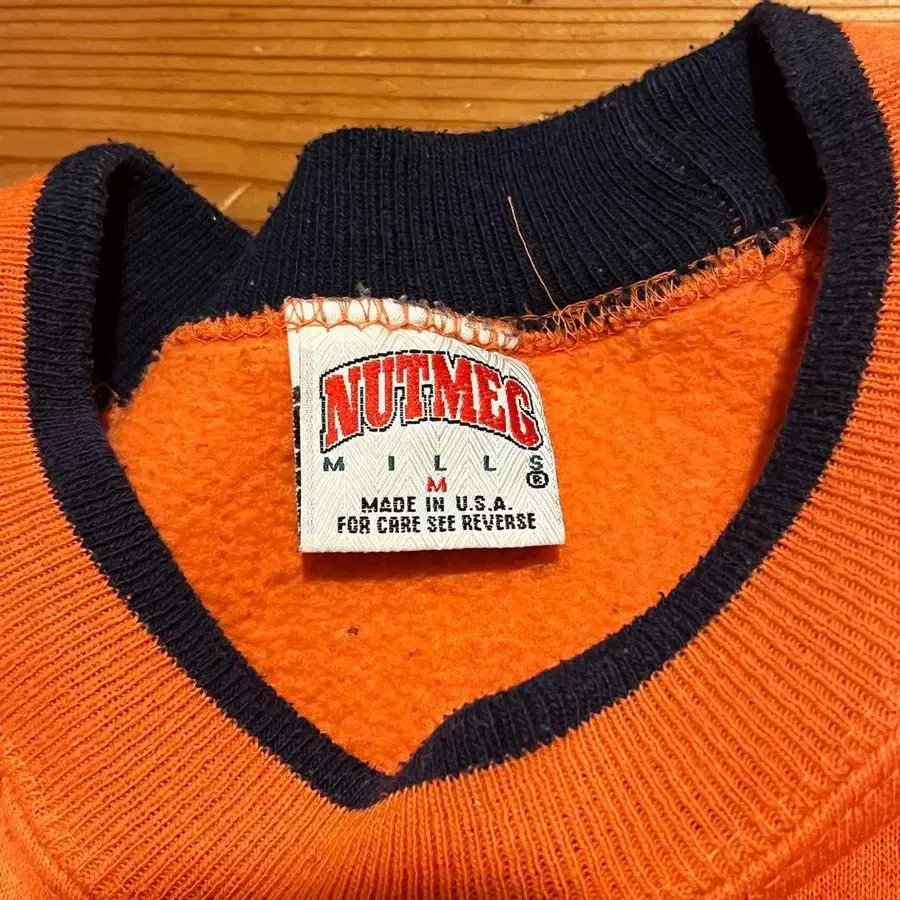 NUTMEG
MILLS
®
M
MADE IN U.S.A.
FOR CARE SEE REVERSE